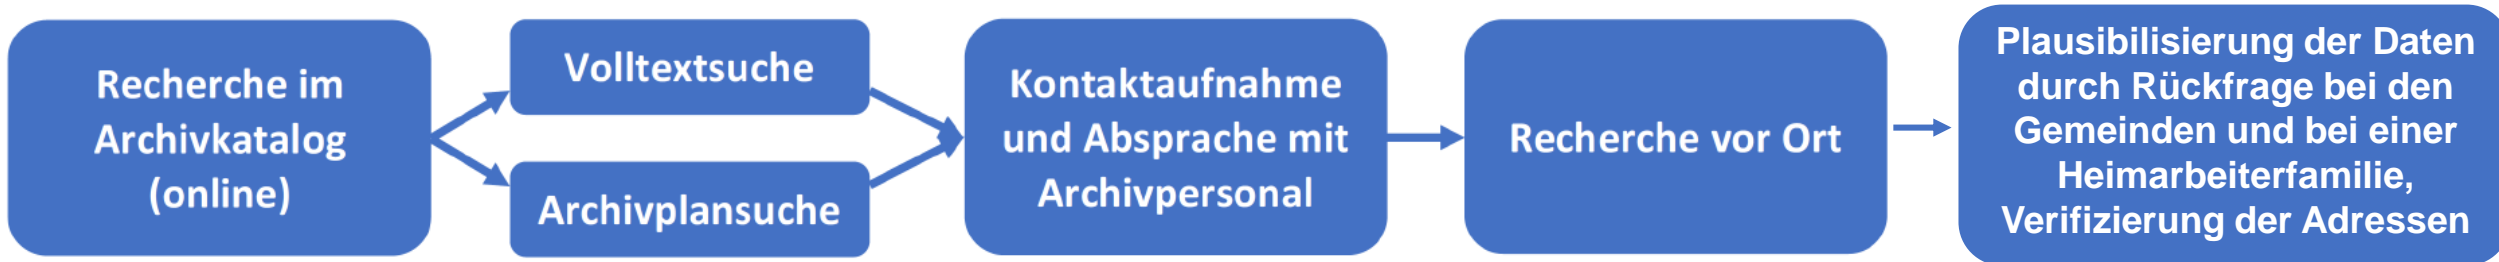 Recherche im
Archivkatalog
(online)
Volltextsuche
Archivplansuche
Kontaktaufnahme
und Absprache mit
Archivpersonal
Recherche vor Ort
Plausibilisierung der Daten
durch Rückfrage bei den
Gemeinden und bei einer
Heimarbeiterfamilie,
Verifizierung der Adressen